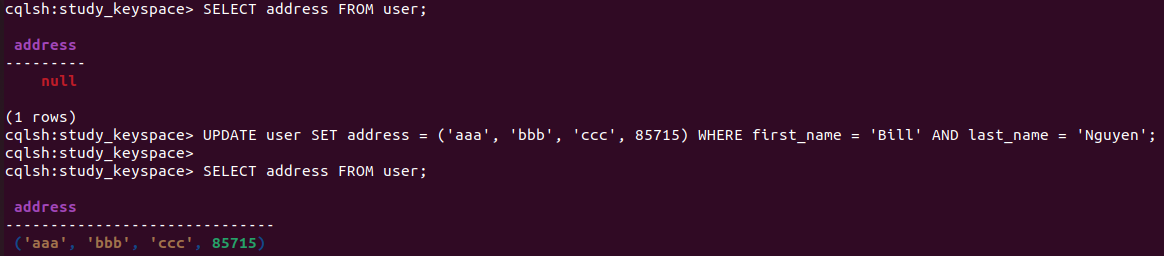 cqlsh:study_keyspace> SELECT address FROM user;
address
---------
null
(1 rows)
cqlsh:study_keyspace> UPDATE user SET address = ('aaa', 'bbb', 'ccc', 85715) WHERE first_name = 'Bill' AND last_name = 'Nguyen';
cqlsh:study_keyspace>
cqlsh:study_keyspace> SELECT address FROM user;
address
------------------------------
('aaa', 'bbb', 'ccc', 85715)